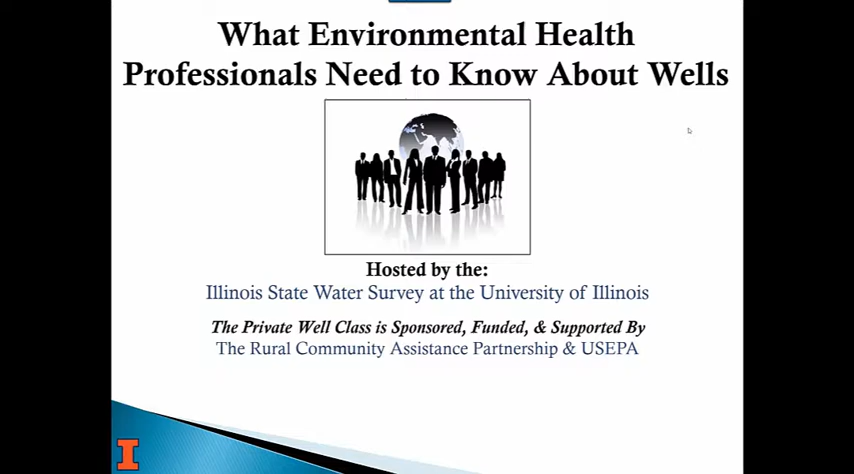 What Environmental Health
Professionals Need to Know About Wells
Hosted by the:
Illinois State Water Survey at the University of Illinois
The Private Well Class is Sponsored, Funded, & Supported By
The Rural Community Assistance Partnership & USEPA
I